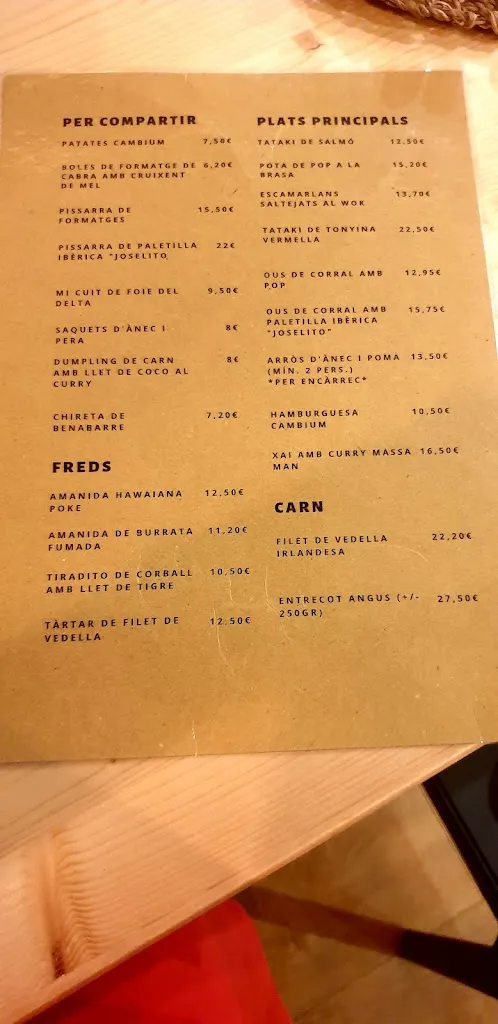 PER COMPARTIR
PATATES CAMBIUM 7,50€
BOLES DE FORMATGE DE 6,20€
CABRA AMB CRUIXENT
DE MEL
PISSARRA DE 15,50€
FORMATGES
PISSARRA DE PALETILLA 22€
IBÈRICA "JOSELITO
MI CUIT DE FOIE DEL 9,50€
DELTA
SAQUETS D'ÀNEC I 8€
PERA
DUMPLING DE CARN 8€
AMB LLET DE COCO AL
CURRY
CHIRETA DE 7,20€
BENABARRE
FREDS
AMANIDA HAWAIANA 12,50€
POKE
AMANIDA DE BURRATA 11,20€
FUMADA
TIRADITO DE CORBALL 10,50€
AMB LLET DE TIGRE
TÀRTAR DE FILET DE 12,50€
VEDELLA
PLATS PRINCIPALS
TATAKI DE SALMÓ 12,50€
POTA DE POP A LA 15,20€
BRASA
ESCAMARLANS 13,70€
SALTEJATS AL WOK
TATAKI DE TONYINA 22,50€
VERMELLA
OUS DE CORRAL AMB 12,95€
POP
OUS DE CORRAL AMB 15,75€
PALETILLA IBÈRICA
"JOSELITO"
ARRÒS D'ÀNEC I POMA 13,50€
(MÍN. 2 PERS.)
*PER ENCÀRREC*
HAMBURGUESA 10,50€
CAMBIUM
XAI AMB CURRY MASSA 16,50€
MAN
CARN
FILET DE VEDELLA 22,20€
IRLANDESA
ENTRECOT ANGUS (+/- 27,50€
250GR)